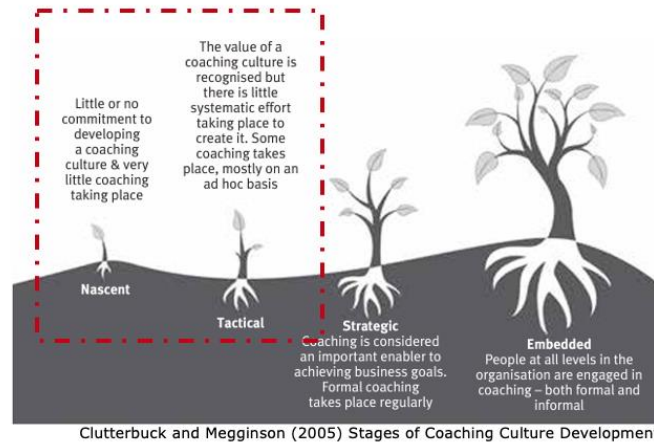 Little or no
commitment to
developing
a coaching
culture & very
little coaching
taking place
The value of a
coaching culture is
recognised but
there is little
systematic effort
taking place to
create it. Some
coaching takes
place, mostly on an
ad hoc basis
Nascent
Tactical
Strategic
Coaching is considered
an important enabler to
achieving business goals.
Formal coaching
takes place regularly
Embedded
People at all levels in the
organisation are engaged in
coaching – both formal and
informal
Clutterbuck and Megginson (2005) Stages of Coaching Culture Developmen